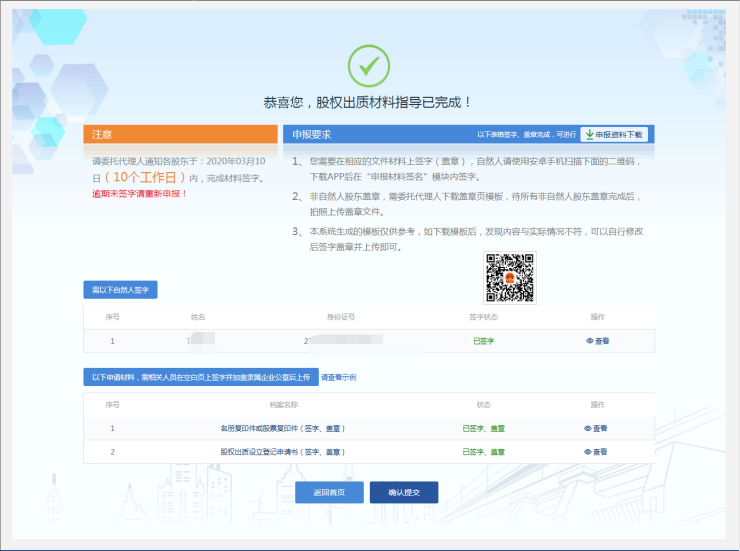 恭喜您，股权出质材料指导已完成！
注意
请委托代理人通知各股东于：2020年03月10
日（10个工作日）内，完成材料签字。
逾期未签字请重新申报！
申报要求
以下表格签字、盖章完成，可进行
申报资料下载
1、您需要在相应的文件材料上签字（盖章），自然人请使用安卓手机扫描下面的二维码，
下载APP后在“申报材料签名”模块内签字。
2、非自然人股东盖章，需委托代理人下载盖章页模板，待所有非自然人股东盖章完成后，
拍照上传盖章文件。
3、本系统生成的模板仅供参考，如下载模板后，发现内容与实际情况不符，可以自行修改
后签字盖章并上传即可。
需以下自然人签字
序号 姓名 身份证号 签字状态 操作
1 已签字 查看
以下申请材料，需相关人员在空白页上签字并加盖隶属企业公章后上传 请查看示例
序号 档案名称 状态 操作
1 名册复印件或股票复印件（签字、盖章） 已签字、盖章 查看
2 股权出质设立登记申请书（签字、盖章） 已签字、盖章 查看
返回首页 确认提交